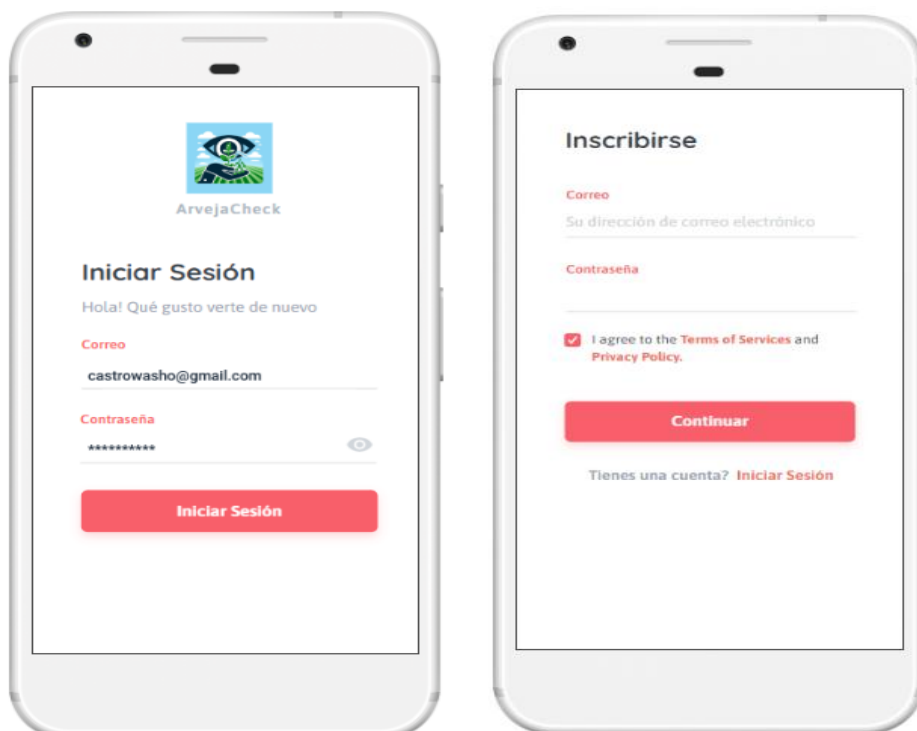 ArvejaCheck
Iniciar Sesión
Hola! Qué gusto verte de nuevo
Correo
castrowasho@gmail.com
Contraseña
**********
Iniciar Sesión
Inscribirse
Correo
Su dirección de correo electrónico
Contraseña
I agree to the Terms of Services and
Privacy Policy.
Continuar
Tienes una cuenta? Iniciar Sesión